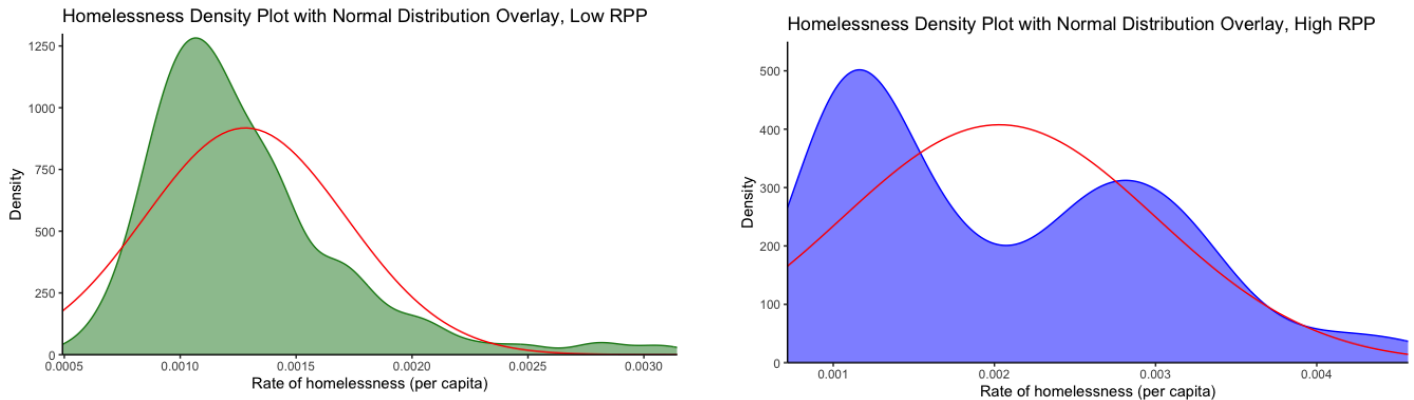 Homelessness Density Plot with Normal Distribution Overlay, Low RPP
1250
1000
750
500
250
0
Density
0.0005 0.0010 0.0015 0.0020 0.0025 0.0030
Rate of homelessness (per capita)
Homelessness Density Plot with Normal Distribution Overlay, High RPP
500
400
300
200
100
0
Density
0.001 0.002 0.003 0.004
Rate of homelessness (per capita)